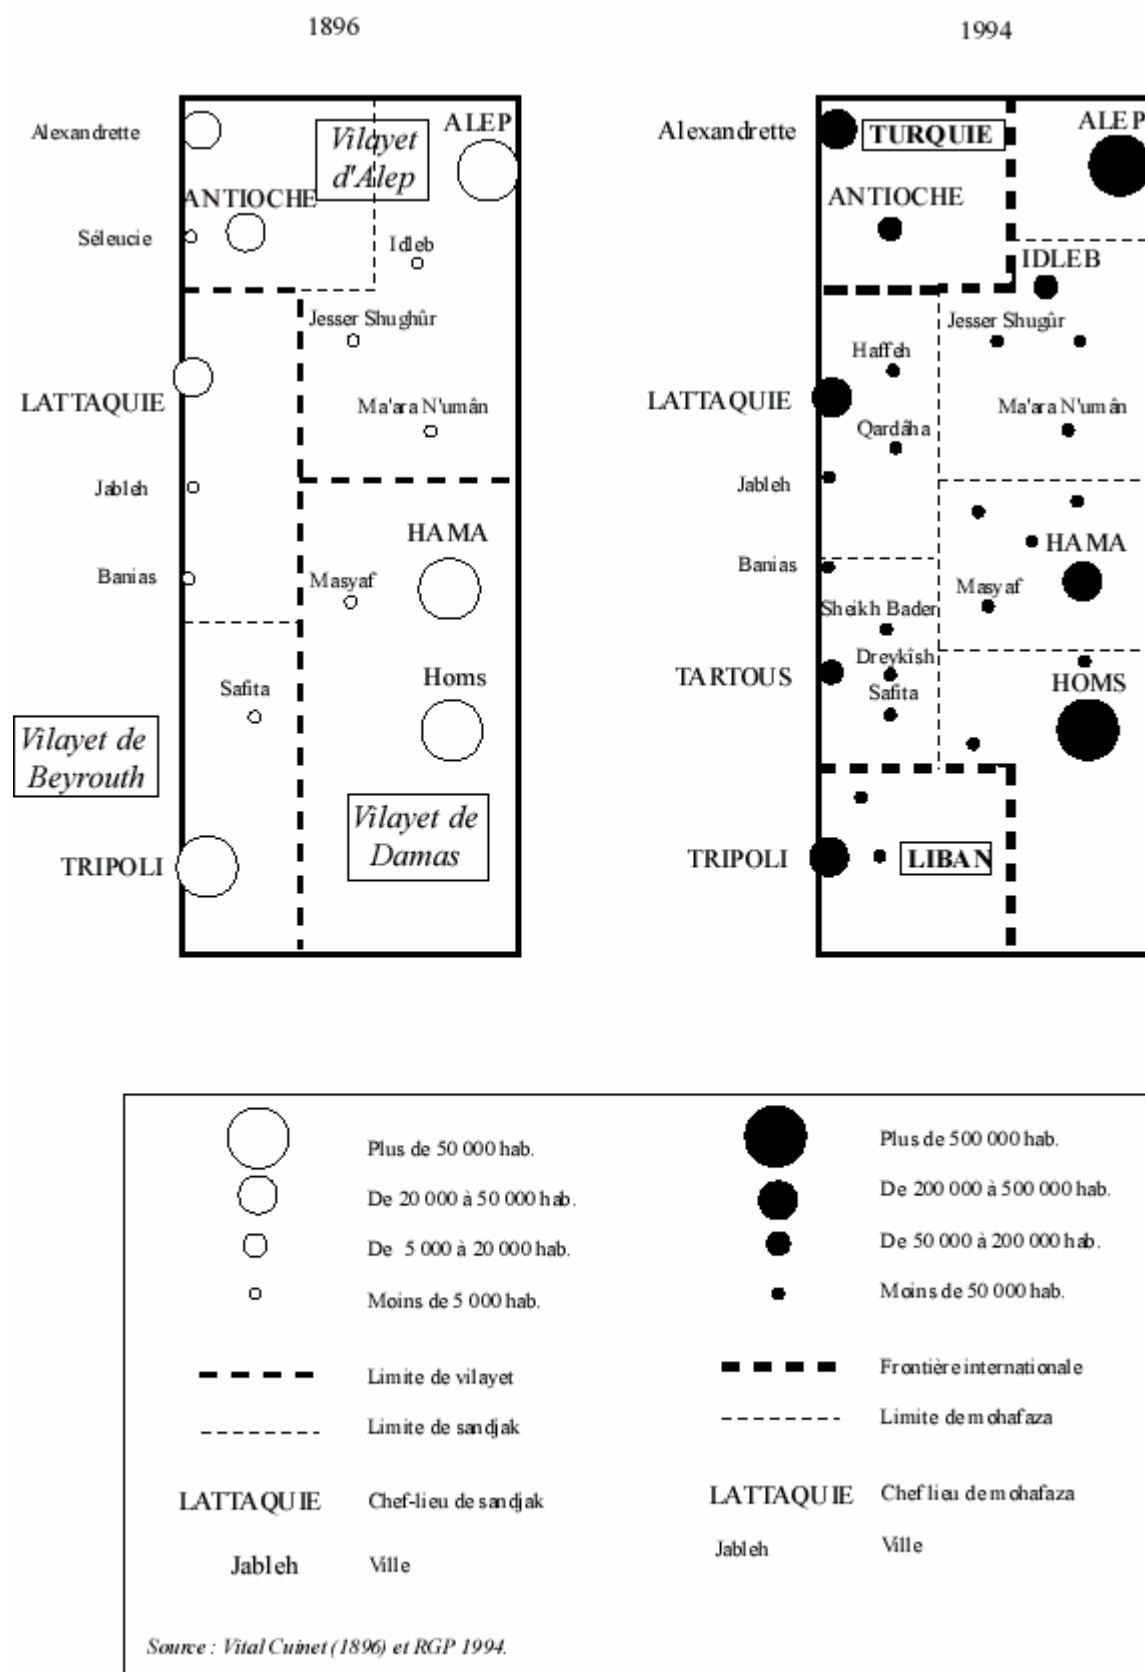 1896
Alexandrette
ALEP
Vilayet
d'Alep
ANTIOCHE
Séleucie
Idleb
Jesser Shughûr
LATTAQUIE
Ma'ara N'umân
Jableh
HAMA
Banias
Masyaf
Safita
Homs
Vilayet de
Beyrouth
Vilayet de
Damas
TRIPOLI
1994
Alexandrette
TURQUIE
ALEP
ANTIOCHE
IDLEB
Jesser Shugûr
Haffeh
LATTAQUIE
Ma'ara N'umân
Qardâha
Jableh
HAMA
Banias
Masyaf
Sheikh Bader
Dreykîsh
TARTOUS
Safita
HOMS
TRIPOLI
LIBAN
Plus de 50 000 hab.
De 20 000 à 50 000 hab.
De 5 000 à 20 000 hab.
Moins de 5 000 hab.
Limite de vilayet
Limite de sandjak
LATTAQUIE Chef-lieu de sandjak
Jableh Ville
Plus de 500 000 hab.
De 200 000 à 500 000 hab.
De 50 000 à 200 000 hab.
Moins de 50 000 hab.
Frontière internationale
Limite de mohafaza
LATTAQUIE Chef lieu de mohafaza
Jableh Ville
Source : Vital Cuinet (1896) et RGP 1994.